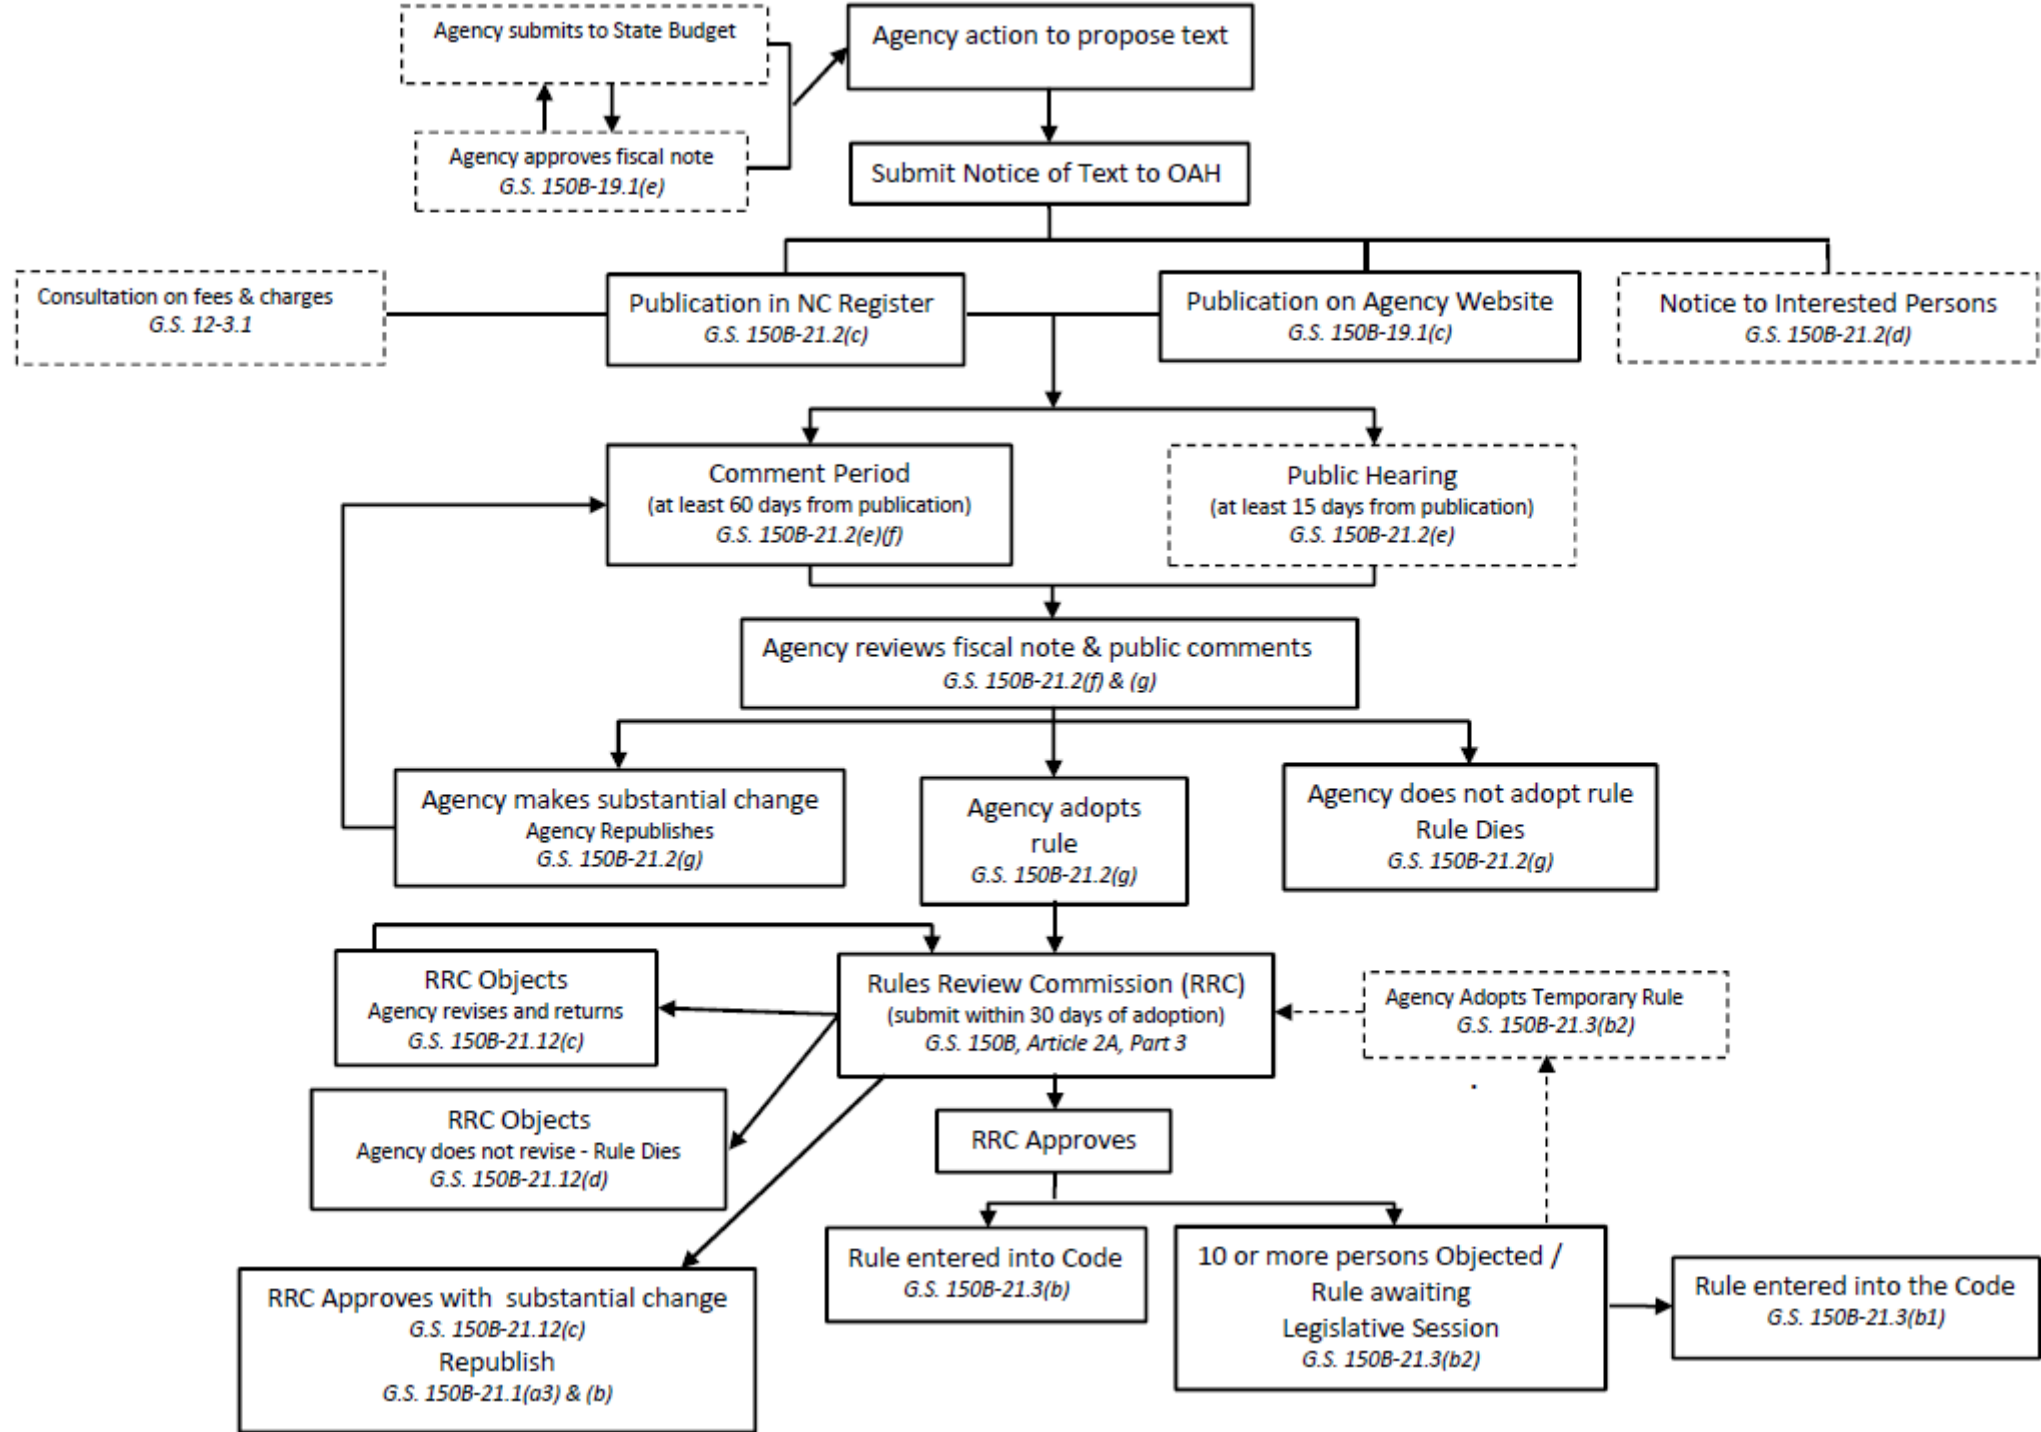 Agency submits to State Budget
Agency action to propose text
Agency approves fiscal note
G.S. 150B-19.1(e)
Submit Notice of Text to OAH
Consultation on fees & charges
G.S. 12-3.1
Publication in NC Register
G.S. 150B-21.2(c)
Publication on Agency Website
G.S. 150B-19.1(c)
Notice to Interested Persons
G.S. 150B-21.2(d)
Comment Period
(at least 60 days from publication)
G.S. 150B-21.2(e)(f)
Public Hearing
(at least 15 days from publication)
G.S. 150B-21.2(e)
Agency reviews fiscal note & public comments
G.S. 150B-21.2(f) & (g)
Agency makes substantial change
Agency Republishes
G.S. 150B-21.2(g)
Agency adopts
rule
G.S. 150B-21.2(g)
Agency does not adopt rule
Rule Dies
G.S. 150B-21.2(g)
RRC Objects
Agency revises and returns
G.S. 150B-21.12(c)
Rules Review Commission (RRC)
(submit within 30 days of adoption)
G.S. 150B, Article 2A, Part 3
Agency Adopts Temporary Rule
G.S. 150B-21.3(b2)
RRC Objects
Agency does not revise - Rule Dies
G.S. 150B-21.12(d)
RRC Approves
RRC Approves with substantial change
G.S. 150B-21.12(c)
Republish
G.S. 150B-21.1(a3) & (b)
Rule entered into Code
G.S. 150B-21.3(b)
10 or more persons Objected /
Rule awaiting
Legislative Session
G.S. 150B-21.3(b2)
Rule entered into the Code
G.S. 150B-21.3(b1)